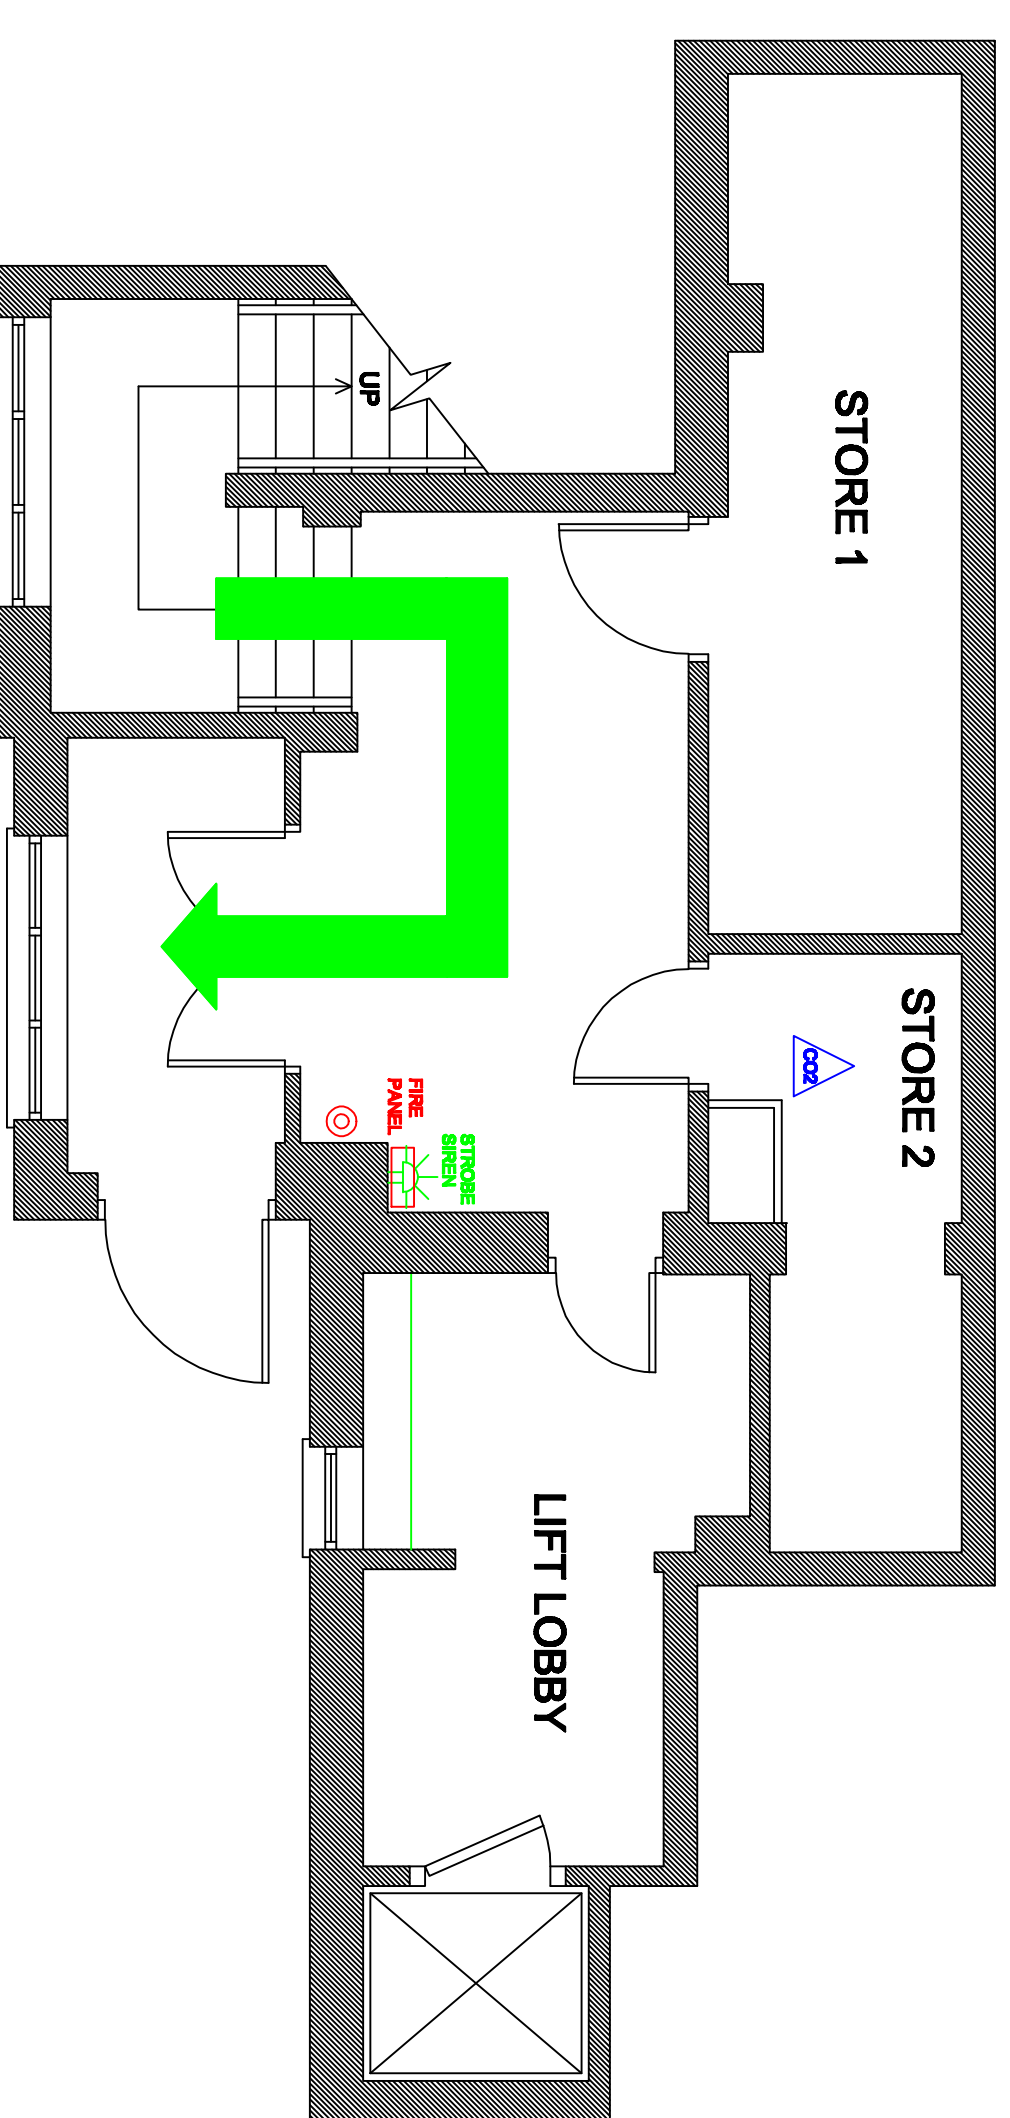 STORE 1
STORE 2
CO2
UP
FIRE
PANEL
STROBE
SIREN
LIFT LOBBY